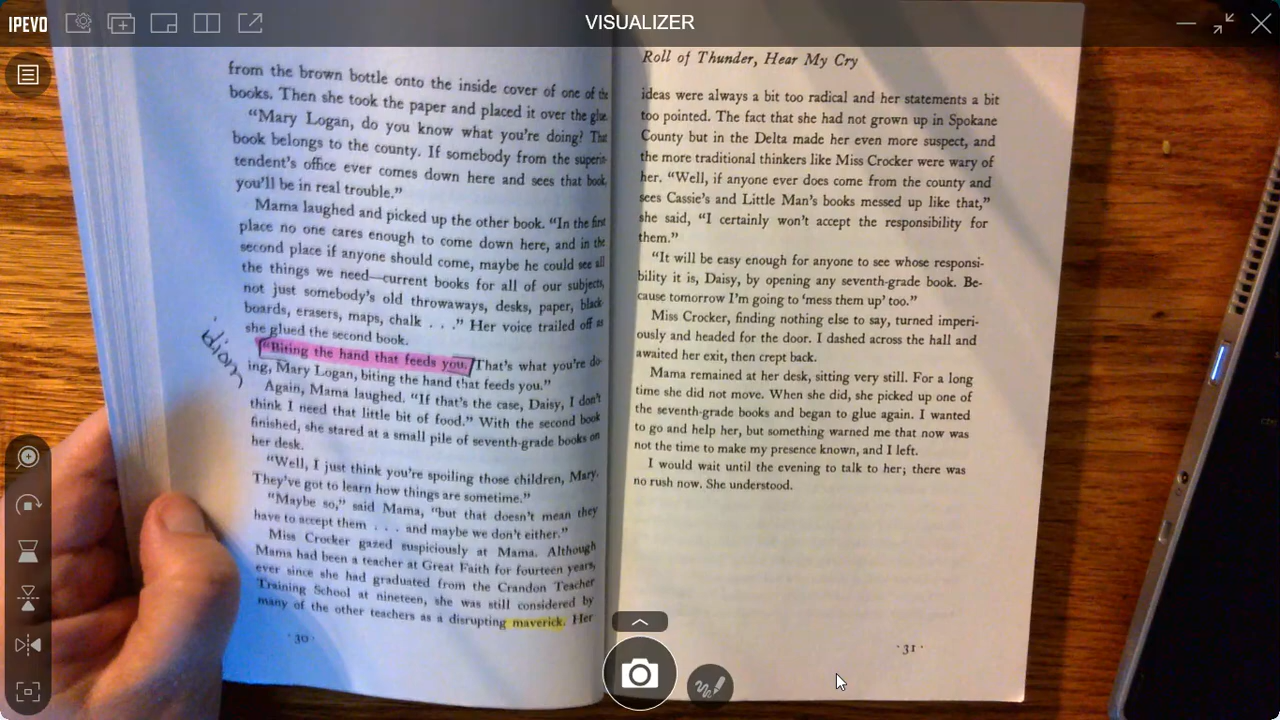 IPEVO
VISUALIZER
from the brown bottle onto the inside cover of one of the
books. Then she took the paper and placed it over the glue.
"Mary Logan, do you know what you're doing? That
book belongs to the county. If somebody from the superin-
tendent's office ever comes down here and sees that book,
you'll be in real trouble."
Mama laughed and picked up the other book. "In the first
place no one cares enough to come down here, and in the
second place if anyone should come, maybe he could see all
the things we need—current books for all of our subjects,
not just somebody's old throwaways, desks, paper, black-
boards, erasers, maps, chalk . . ." Her voice trailed off as
she glued the second book.
idiom
"Biting the hand that feeds you. That's what you're do-
ing, Mary Logan, biting the hand that feeds you."
Again, Mama laughed. "If that's the case, Daisy, I don't
think I need that little bit of food." With the second book
finished, she stared at a small pile of seventh-grade books on
her desk.
"Well, I just think you're spoiling those children, Mary.
They've got to learn how things are sometime."
"Maybe so," said Mama, "but that doesn't mean they
have to accept them . . . and maybe we don't either."
Miss Crocker gazed suspiciously at Mama. Although
Mama had been a teacher at Great Faith for fourteen years,
ever since she had graduated from the Crandon Teacher
Training School at nineteen, she was still considered by
many of the other teachers as a disrupting maverick. Her
· 30 ·
Roll of Thunder, Hear My Cry
ideas were always a bit too radical and her statements a bit
too pointed. The fact that she had not grown up in Spokane
County but in the Delta made her even more suspect, and
the more traditional thinkers like Miss Crocker were wary of
her. "Well, if anyone ever does come from the county and
sees Cassie's and Little Man's books messed up like that,"
she said, "I certainly won't accept the responsibility for
them."
"It will be easy enough for anyone to see whose responsi-
bility it is, Daisy, by opening any seventh-grade book. Be-
cause tomorrow I'm going to 'mess them up' too."
Miss Crocker, finding nothing else to say, turned imperi-
ously and headed for the door. I dashed across the hall and
awaited her exit, then crept back.
Mama remained at her desk, sitting very still. For a long
time she did not move. When she did, she picked up one of
the seventh-grade books and began to glue again. I wanted
to go and help her, but something warned me that now was
not the time to make my presence known, and I left.
I would wait until the evening to talk to her; there was
no rush now. She understood.
· 31 ·